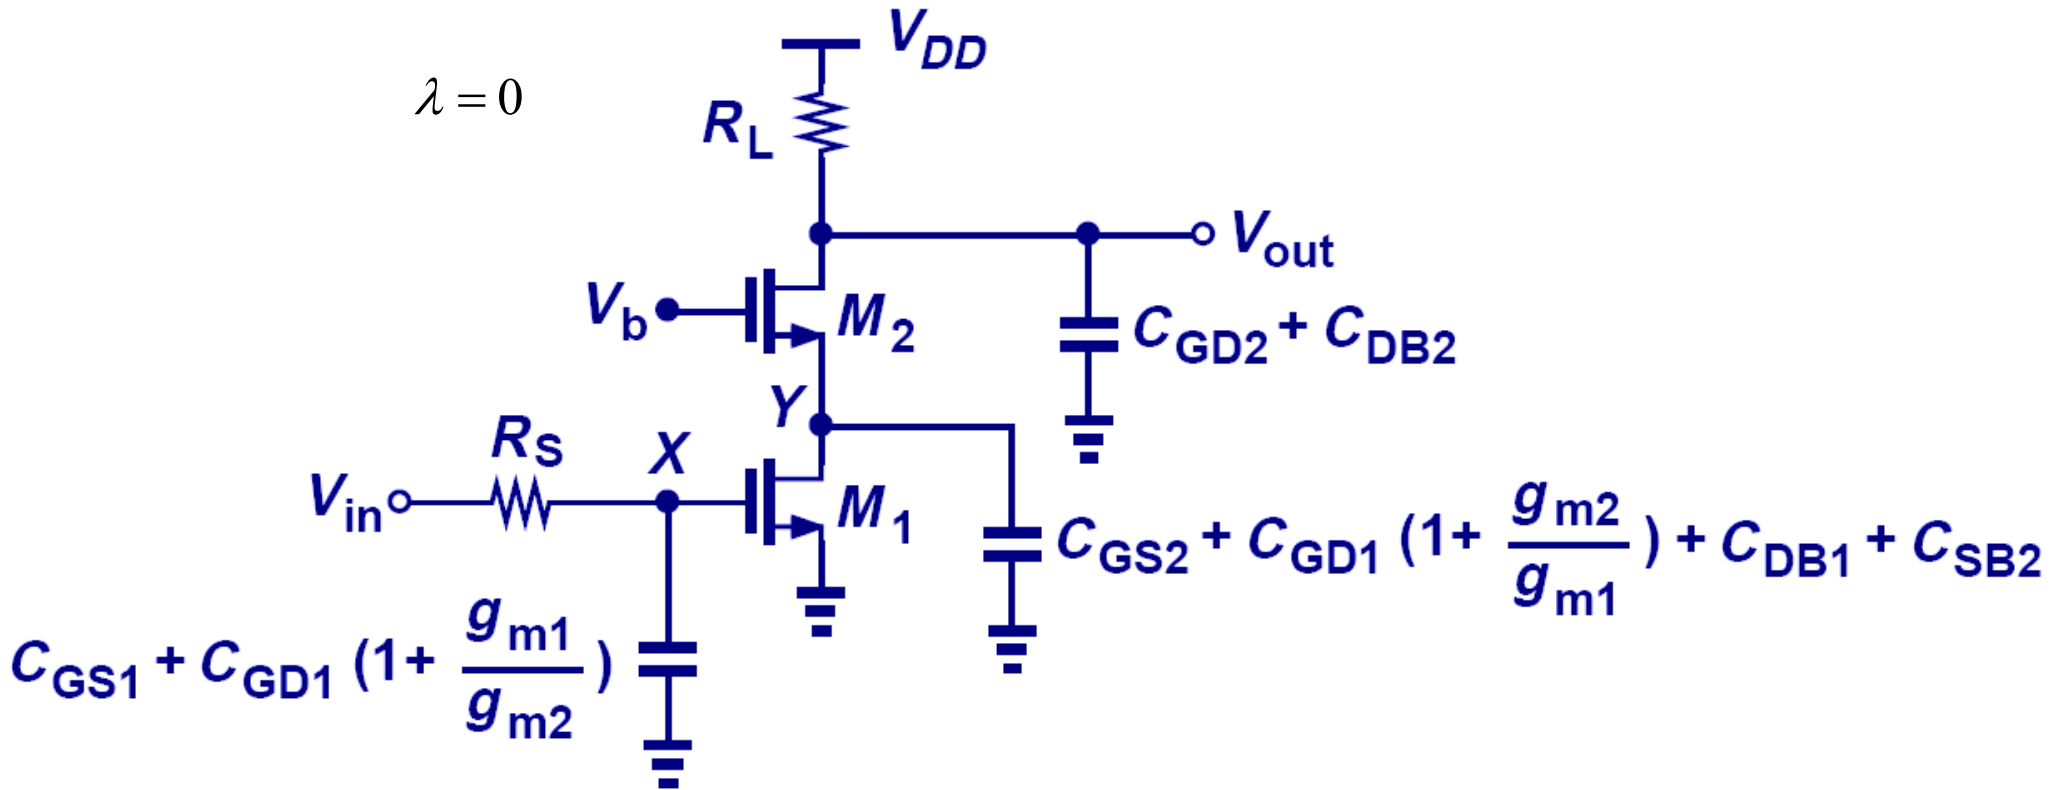 V_DD
λ = 0
R_L
V_out
V_b
M_2
C_GD2 + C_DB2
Y
R_S
X
V_in
M_1
C_GS2 + C_GD1 (1+ g_m2 / g_m1) + C_DB1 + C_SB2
C_GS1 + C_GD1 (1+ g_m1 / g_m2)